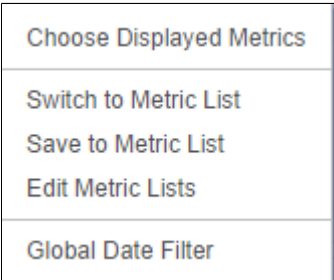 Choose Displayed Metrics
Switch to Metric List
Save to Metric List
Edit Metric Lists
Global Date Filter